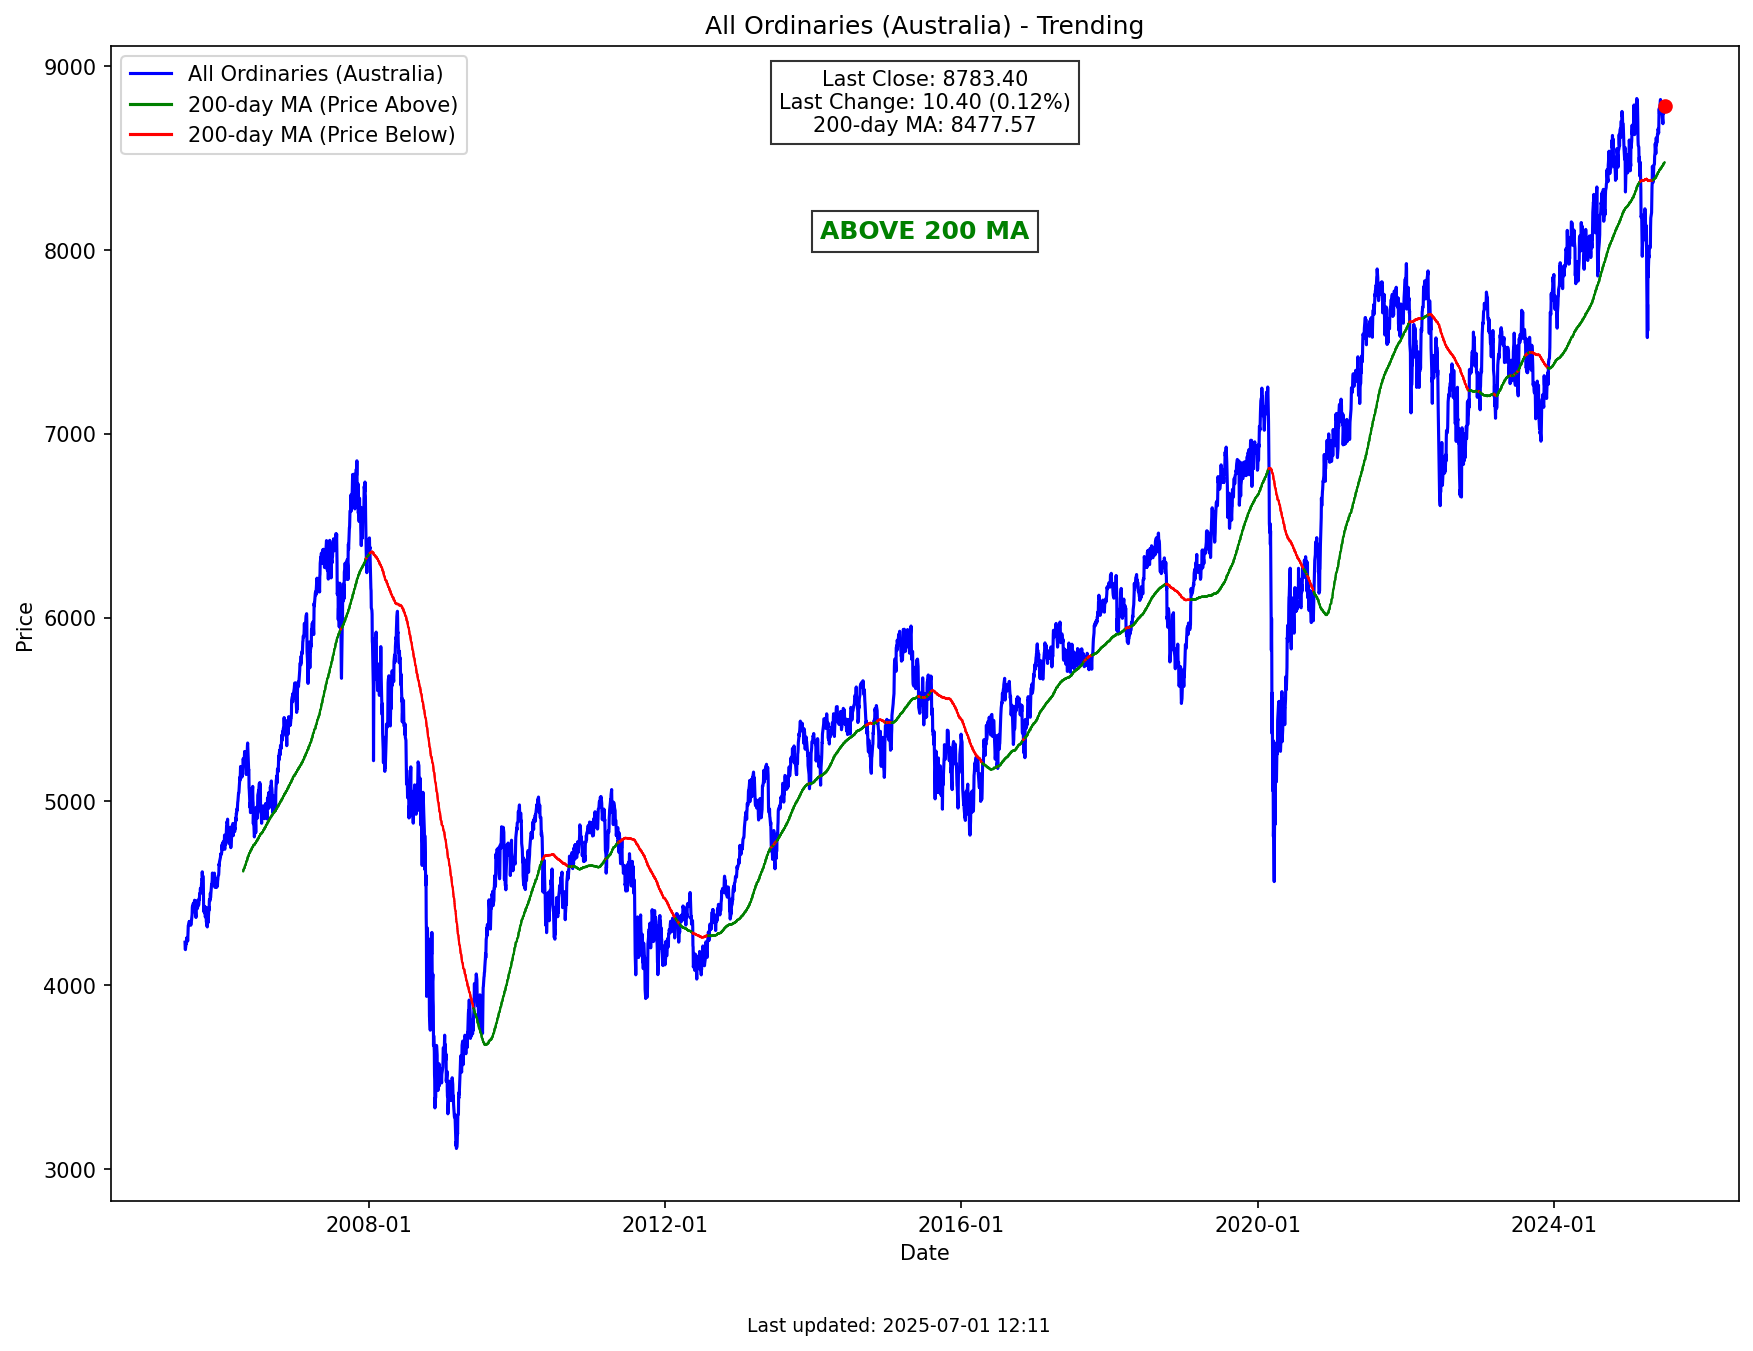 All Ordinaries (Australia) - Trending
All Ordinaries (Australia)
200-day MA (Price Above)
200-day MA (Price Below)
Last Close: 8783.40
Last Change: 10.40 (0.12%)
200-day MA: 8477.57
ABOVE 200 MA
Price
9000
8000
7000
6000
5000
4000
3000
2008-01
2012-01
2016-01
2020-01
2024-01
Date
Last updated: 2025-07-01 12:11